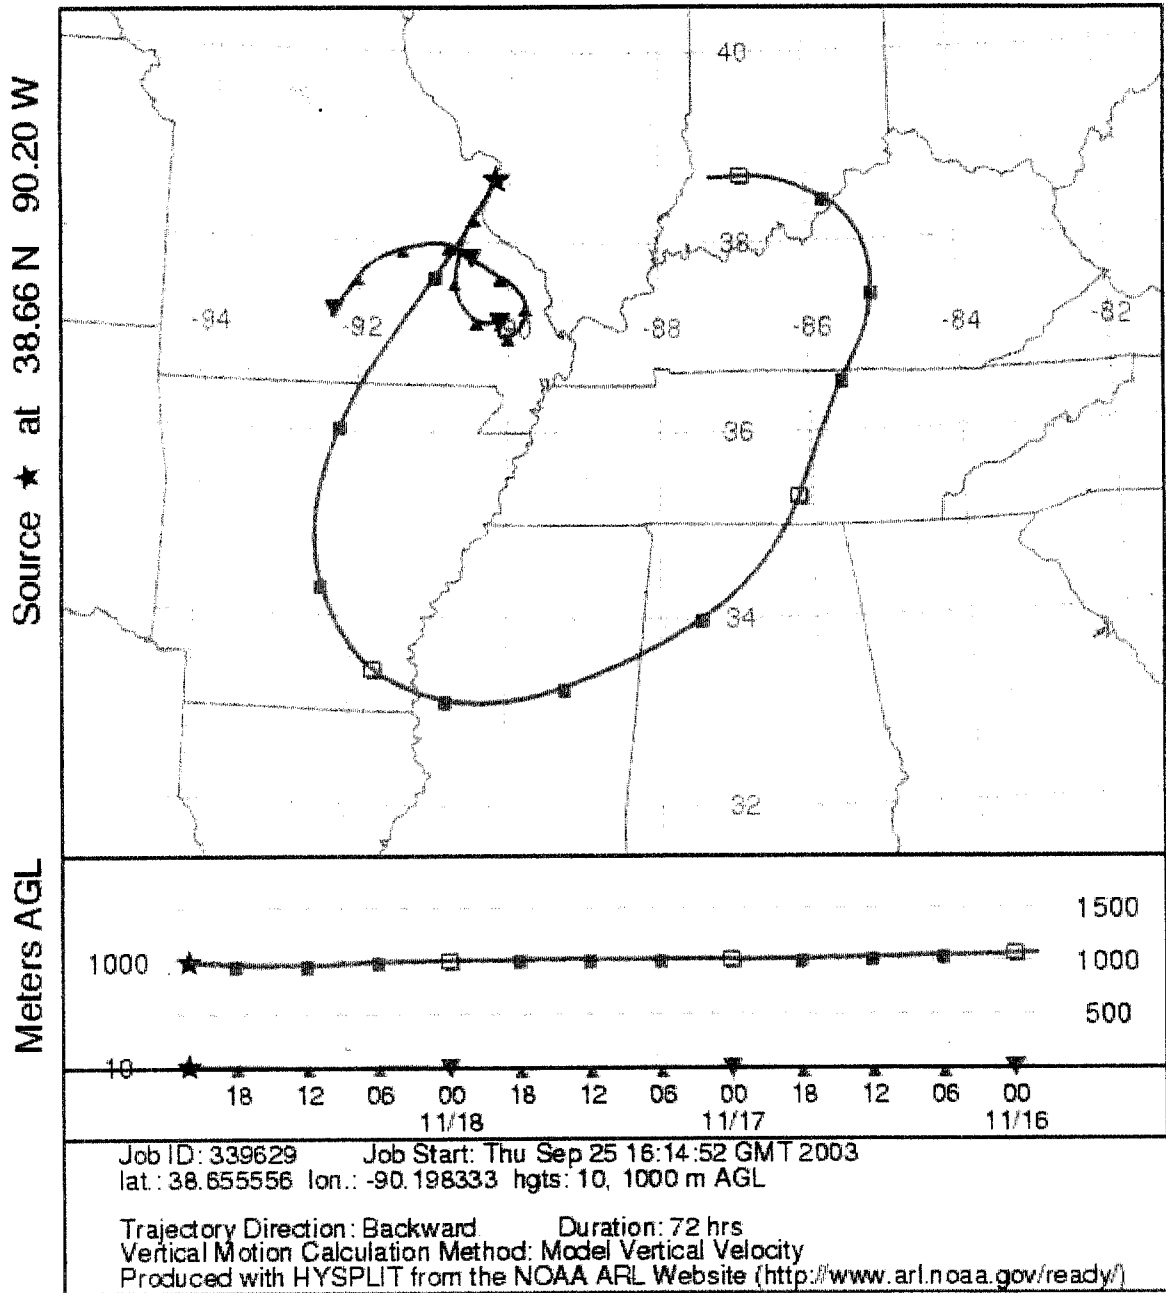 Source ★ at 38.66 N 90.20 W
40
38
-94 -92 -90 -88 -86 -84 -82
36
34
32
Meters AGL
1500
1000 1000
500
10
18 12 06 00 18 12 06 00 18 12 06 00
11/18 11/17 11/16
Job ID: 339629 Job Start: Thu Sep 25 16:14:52 GMT 2003
lat.: 38.655556 lon.: -90.198333 hgts: 10, 1000 m AGL
Trajectory Direction: Backward Duration: 72 hrs
Vertical Motion Calculation Method: Model Vertical Velocity
Produced with HYSPLIT from the NOAA ARL Website (http://www.arl.noaa.gov/ready/)